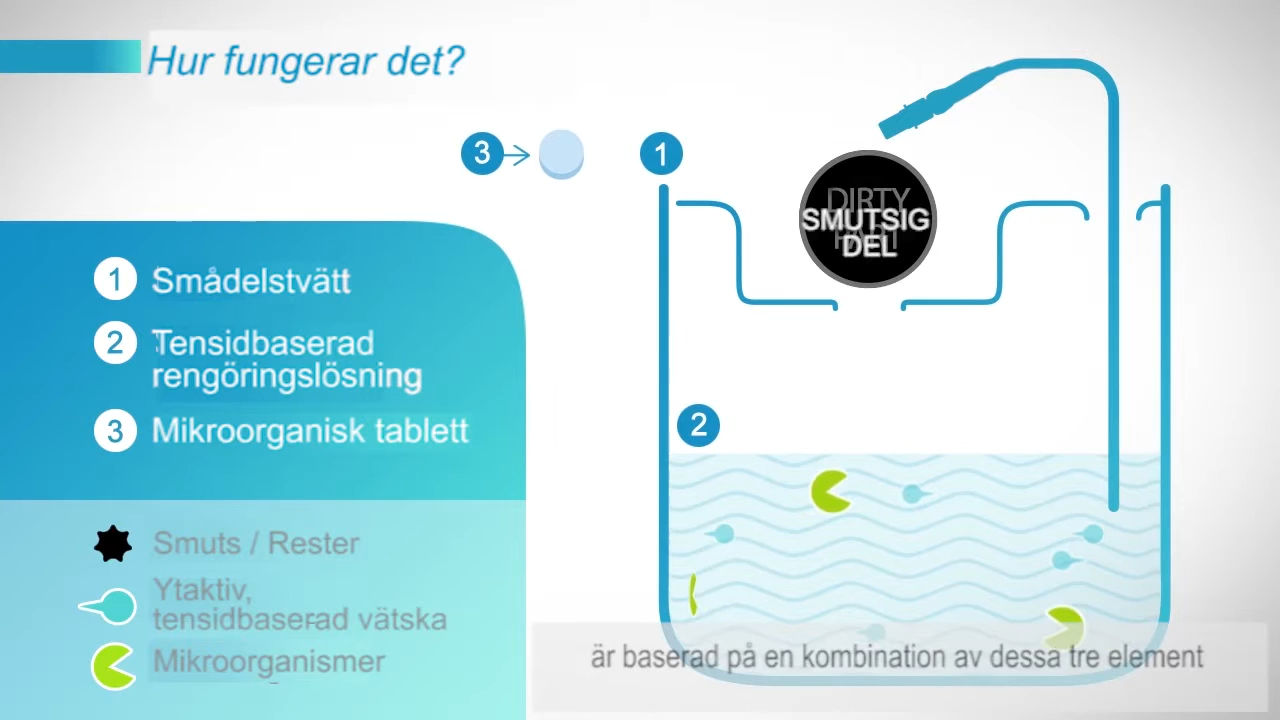 Hur fungerar det?
3
1
DIRTY
SMUTSIG
DEL
1 Smådelstvätt
2 Tensidbaserad
rengöringslösning
3 Mikroorganisk tablett
2
Smuts / Rester
Ytaktiv,
tensidbaserad vätska
Mikroorganismer
är baserad på en kombination av dessa tre element